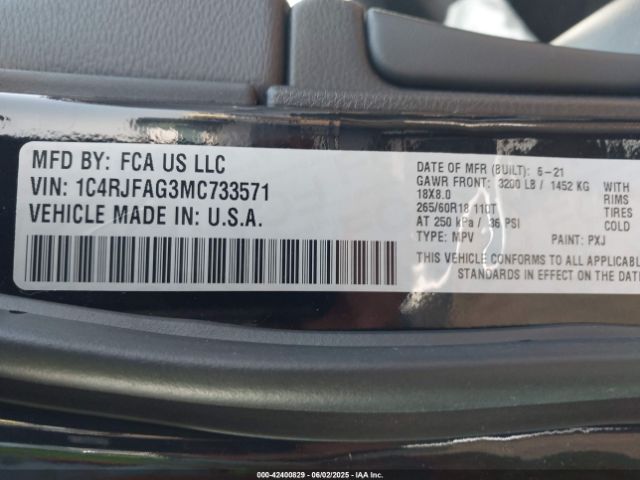 MFD BY: FCA US LLC
VIN: 1C4RJFAG3MC733571
VEHICLE MADE IN: U.S.A.
DATE OF MFR (BUILT): 6-21
GAWR FRONT: 3200 LB / 1452 KG WITH
18X8.0 RIMS
265/60R18 110T TIRES
AT 250 kPa / 36 PSI COLD
TYPE: MPV PAINT: PXJ
THIS VEHICLE CONFORMS TO ALL APPLICABL
STANDARDS IN EFFECT ON THE DATE
000-42400829 | 06/02/2025 - IAA Inc.